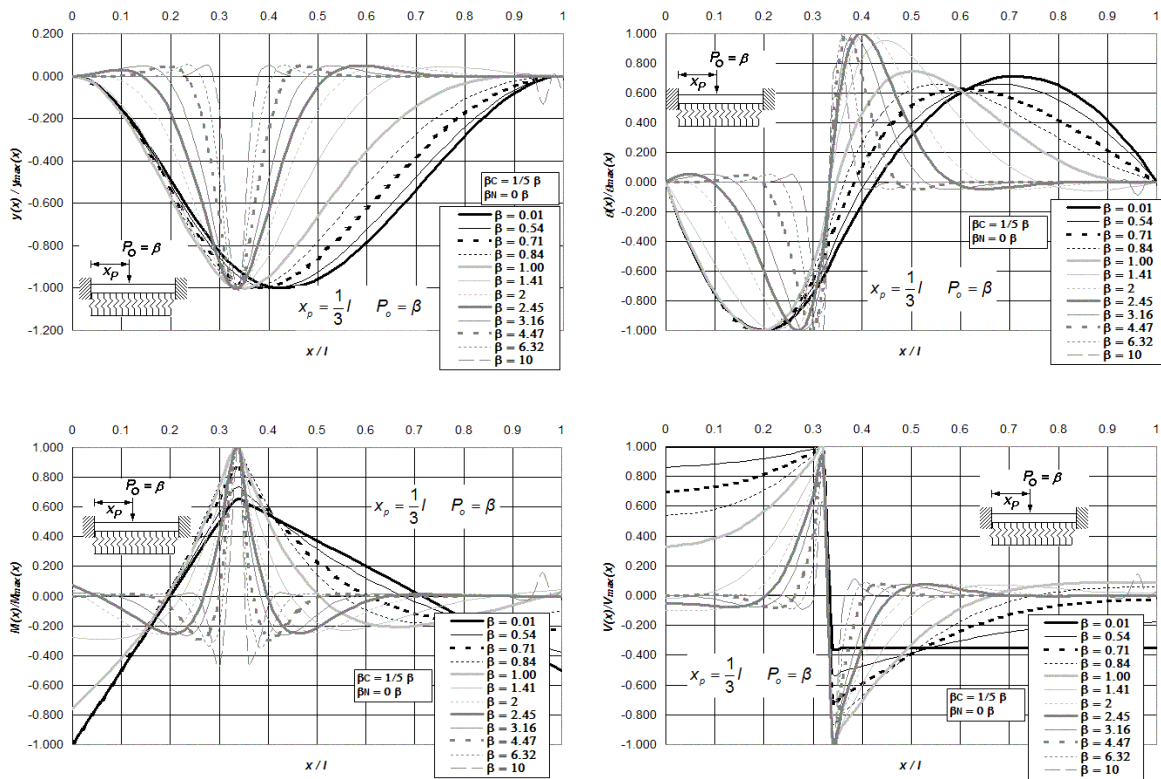 0 0.1 0.2 0.3 0.4 0.5 0.6 0.7 0.8 0.9 1
0.200
0.000
-0.200
-0.400
-0.600
-0.800
-1.000
-1.200
y(x) / ymax(x)
x / l
Po = β
xP
xp = 1/3 l Po = β
βC = 1/5 β
βN = 0 β
β = 0.01
β = 0.54
β = 0.71
β = 0.84
β = 1.00
β = 1.41
β = 2
β = 2.45
β = 3.16
β = 4.47
β = 6.32
β = 10
0 0.1 0.2 0.3 0.4 0.5 0.6 0.7 0.8 0.9 1
1.000
0.800
0.600
0.400
0.200
0.000
-0.200
-0.400
-0.600
-0.800
-1.000
x / l
Po = β
xP
xp = 1/3 l Po = β
βC = 1/5 β
βN = 0 β
β = 0.01
β = 0.54
β = 0.71
β = 0.84
β = 1.00
β = 1.41
β = 2
β = 2.45
β = 3.16
β = 4.47
β = 6.32
β = 10
0 0.1 0.2 0.3 0.4 0.5 0.6 0.7 0.8 0.9 1
1.000
0.800
0.600
0.400
0.200
0.000
-0.200
-0.400
-0.600
-0.800
-1.000
M(x)/Mmax(x)
x / l
Po = β
xP
xp = 1/3 l Po = β
βC = 1/5 β
βN = 0 β
β = 0.01
β = 0.54
β = 0.71
β = 0.84
β = 1.00
β = 1.41
β = 2
β = 2.45
β = 3.16
β = 4.47
β = 6.32
β = 10
0 0.1 0.2 0.3 0.4 0.5 0.6 0.7 0.8 0.9 1
1.000
0.800
0.600
0.400
0.200
0.000
-0.200
-0.400
-0.600
-0.800
-1.000
V(x)/Vmax(x)
x / l
Po = β
xP
xp = 1/3 l Po = β
βC = 1/5 β
βN = 0 β
β = 0.01
β = 0.54
β = 0.71
β = 0.84
β = 1.00
β = 1.41
β = 2
β = 2.45
β = 3.16
β = 4.47
β = 6.32
β = 10